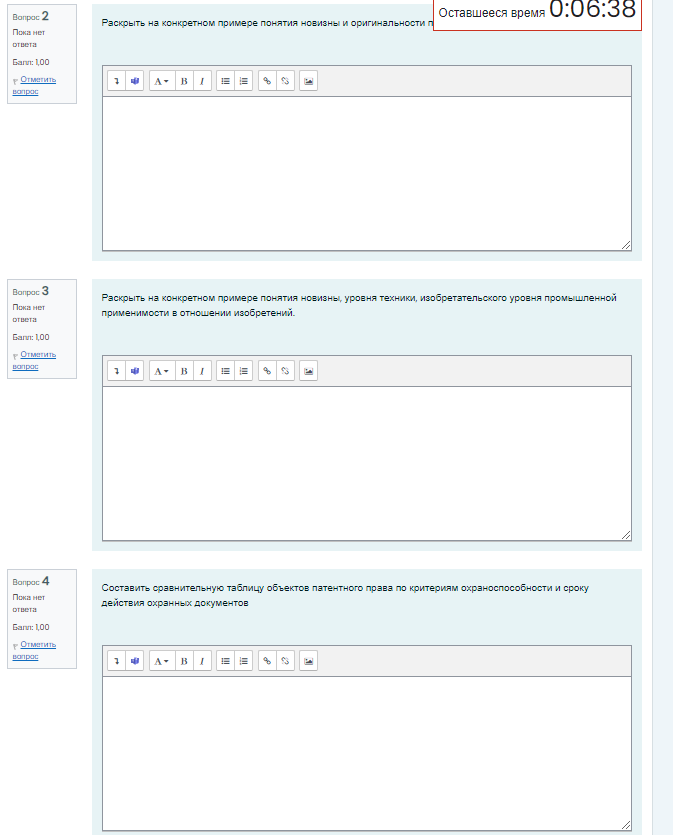 Оставшееся время 0:06:38
Вопрос 2
Пока нет
ответа
Балл: 1,00
Отметить
вопрос
Раскрыть на конкретном примере понятия новизны и оригинальности
A B I
Вопрос 3
Пока нет
ответа
Балл: 1,00
Отметить
вопрос
Раскрыть на конкретном примере понятия новизны, уровня техники, изобретательского уровня промышленной
применимости в отношении изобретений.
A B I
Вопрос 4
Пока нет
ответа
Балл: 1,00
Отметить
вопрос
Составить сравнительную таблицу объектов патентного права по критериям охраноспособности и сроку
действия охранных документов
A B I